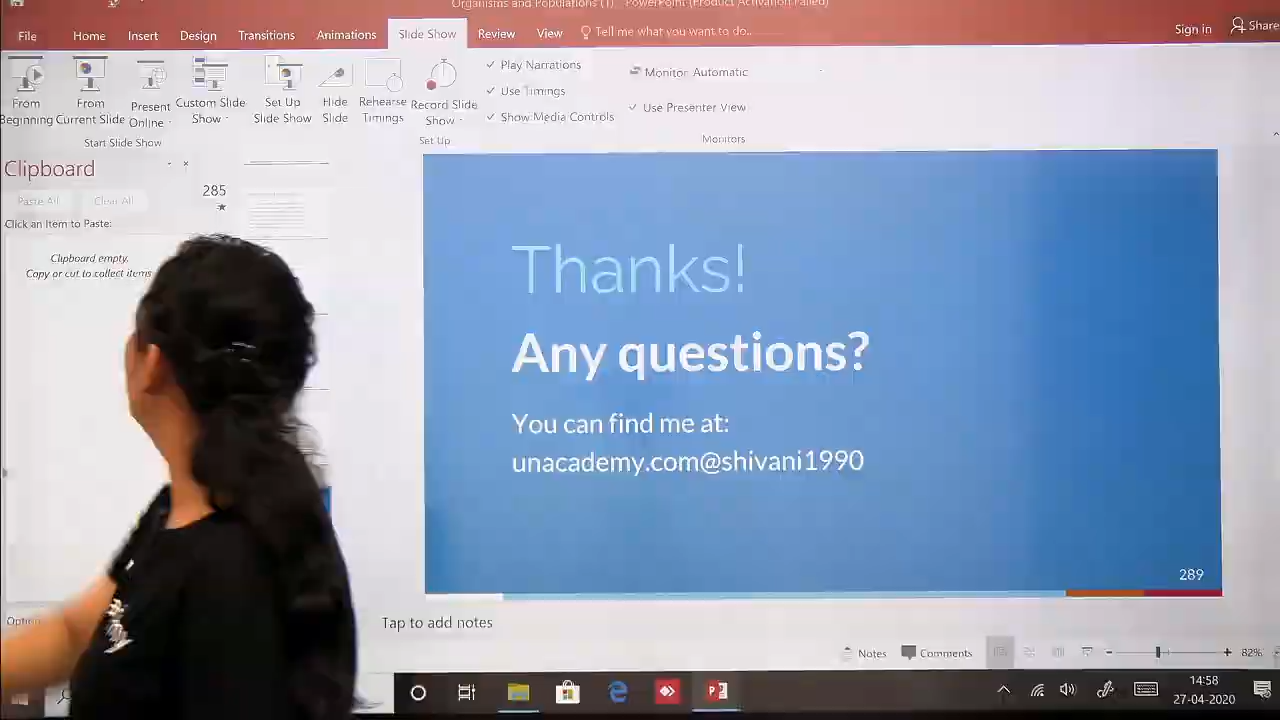 Organisms and Populations (1) - PowerPoint (Product Activation Failed)
File Home Insert Design Transitions Animations Slide Show Review View Tell me what you want to do... Sign in Share
From Beginning
From Current Slide
Present Online
Custom Slide Show
Set Up Slide Show
Hide Slide
Rehearse Timings
Record Slide Show
Play Narrations
Use Timings
Show Media Controls
Monitor Automatic
Use Presenter View
Start Slide Show
Set Up
Monitors
Clipboard
Paste All Clear All
Click an Item to Paste:
Clipboard empty.
Copy or cut to collect items
285
Thanks!
Any questions?
You can find me at:
unacademy.com@shivani1990
289
Tap to add notes
Notes Comments 82%
14:58
27-04-2020